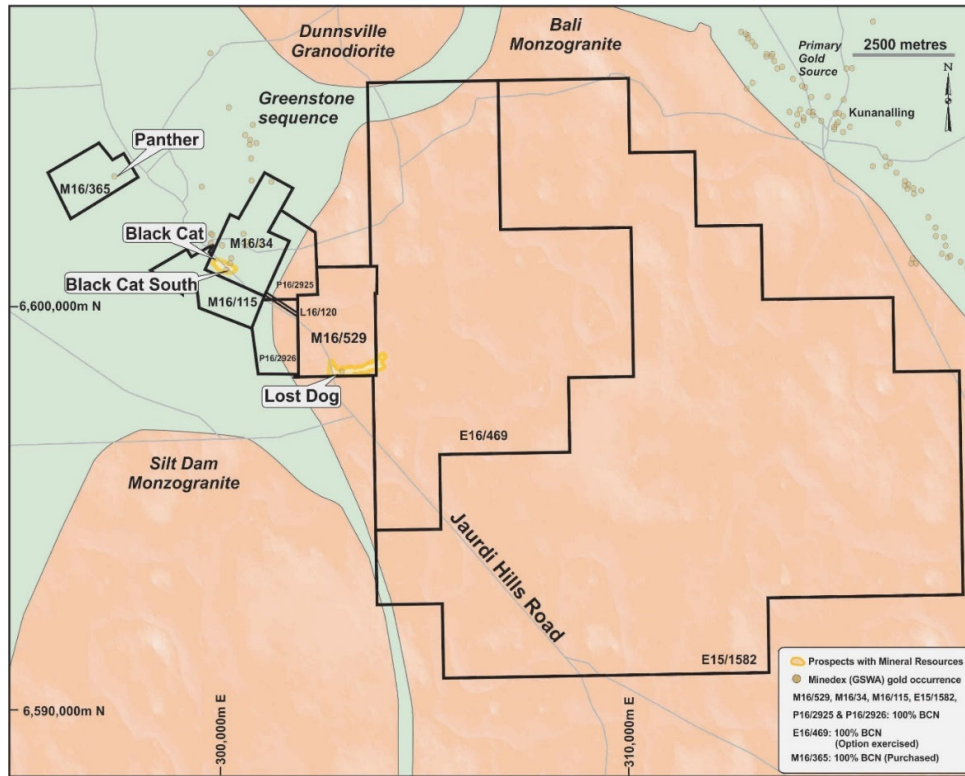 Dunnsville
Granodiorite
Bali
Monzogranite
2500 metres
Primary
Gold
Source
N
Kunanalling
Greenstone
sequence
Panther
M16/365
Black Cat
M16/34
Black Cat South
P16/2925
M16/115
6,600,000m N
L16/120
M16/529
P16/2926
Lost Dog
E16/469
Silt Dam
Monzogranite
Jaurdi Hills Road
E15/1582
6,590,000m N
300,000m E
310,000m E
Prospects with Mineral Resources
Minedex (GSWA) gold occurrence
M16/529, M16/34, M16/115, E15/1582,
P16/2925 & P16/2926: 100% BCN
E16/469: 100% BCN
(Option exercised)
M16/365: 100% BCN (Purchased)